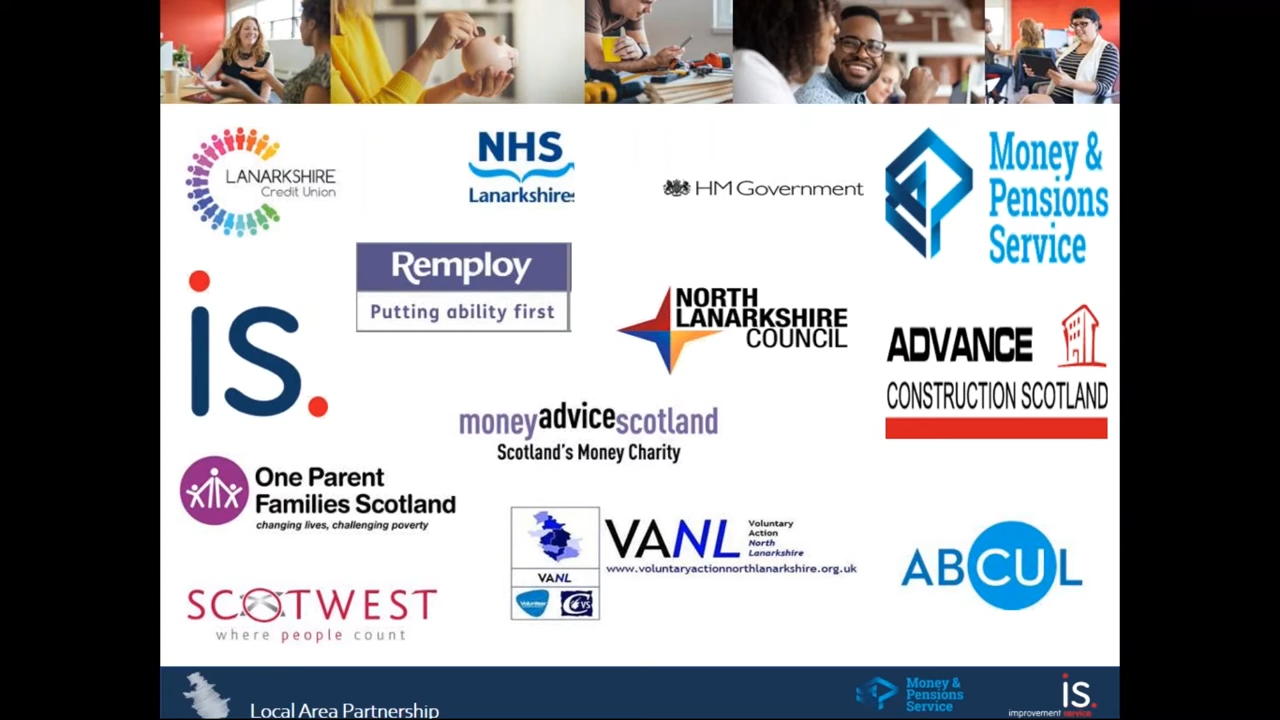 LANARKSHIRE
Credit Union
NHS
Lanarkshire
HM Government
Money &
Pensions
Service
Remploy
Putting ability first
is.
NORTH
LANARKSHIRE
COUNCIL
ADVANCE
CONSTRUCTION SCOTLAND
moneyadvicescotland
Scotland's Money Charity
One Parent
Families Scotland
changing lives, challenging poverty
VANL
Voluntary
Action
North
Lanarkshire
www.voluntaryactionnorthlanarkshire.org.uk
VANL
Volunteer
CVS
ABCUL
SCOTWEST
where people count
Local Area Partnership
Money &
Pensions
Service
is.
improvement service